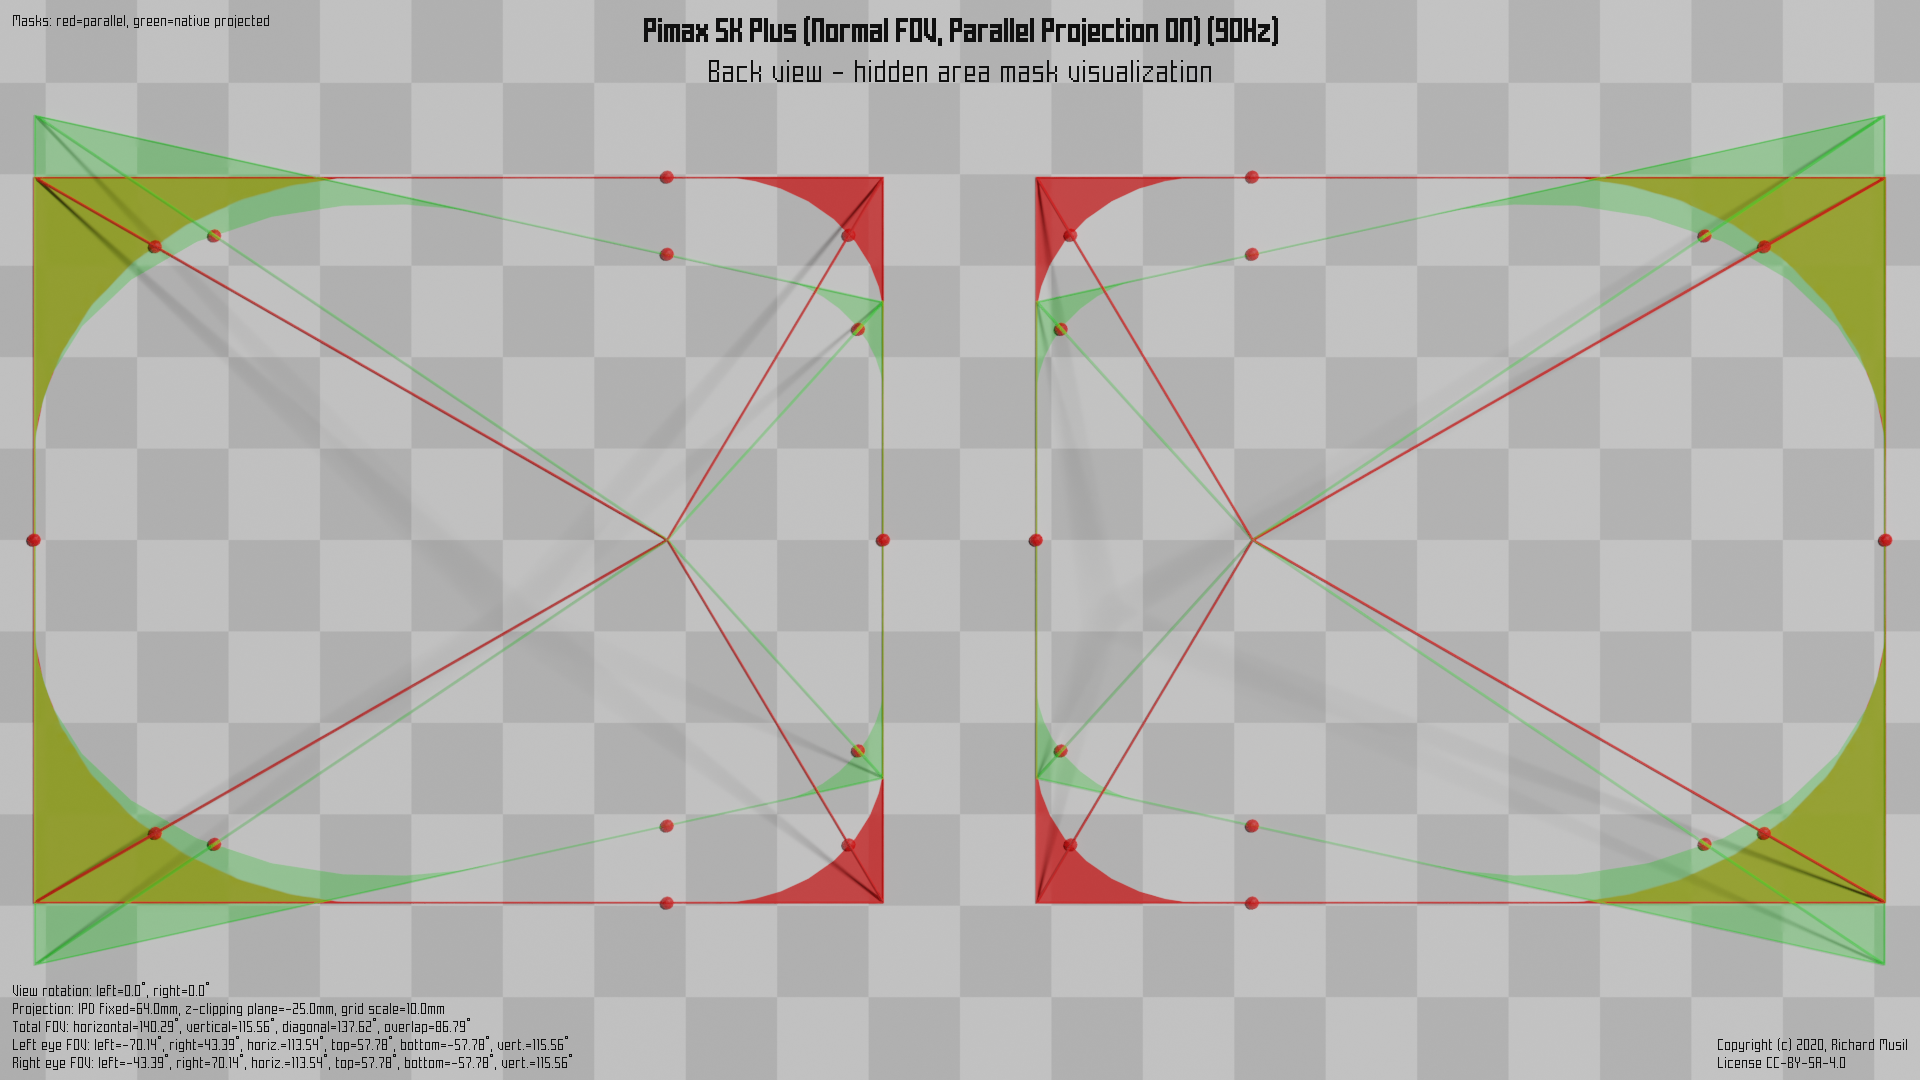 Masks: red=parallel, green=native projected
Pimax 5K Plus (Normal FOV, Parallel Projection ON) (90Hz)
Back view - hidden area mask visualization
View rotation: left=0.0°, right=0.0°
Projection: IPD fixed=64.0mm, z-clipping plane=-25.0mm, grid scale=10.0mm
Total FOV: horizontal=140.29°, vertical=115.56°, diagonal=137.62°, overlap=86.79°
Left eye FOV: left=-70.14°, right=43.39°, horiz.=113.54°, top=57.78°, bottom=-57.78°, vert.=115.56°
Right eye FOV: left=-43.39°, right=70.14°, horiz.=113.54°, top=57.78°, bottom=-57.78°, vert.=115.56°
Copyright (c) 2020, Richard Musil
License CC-BY-SA-4.0